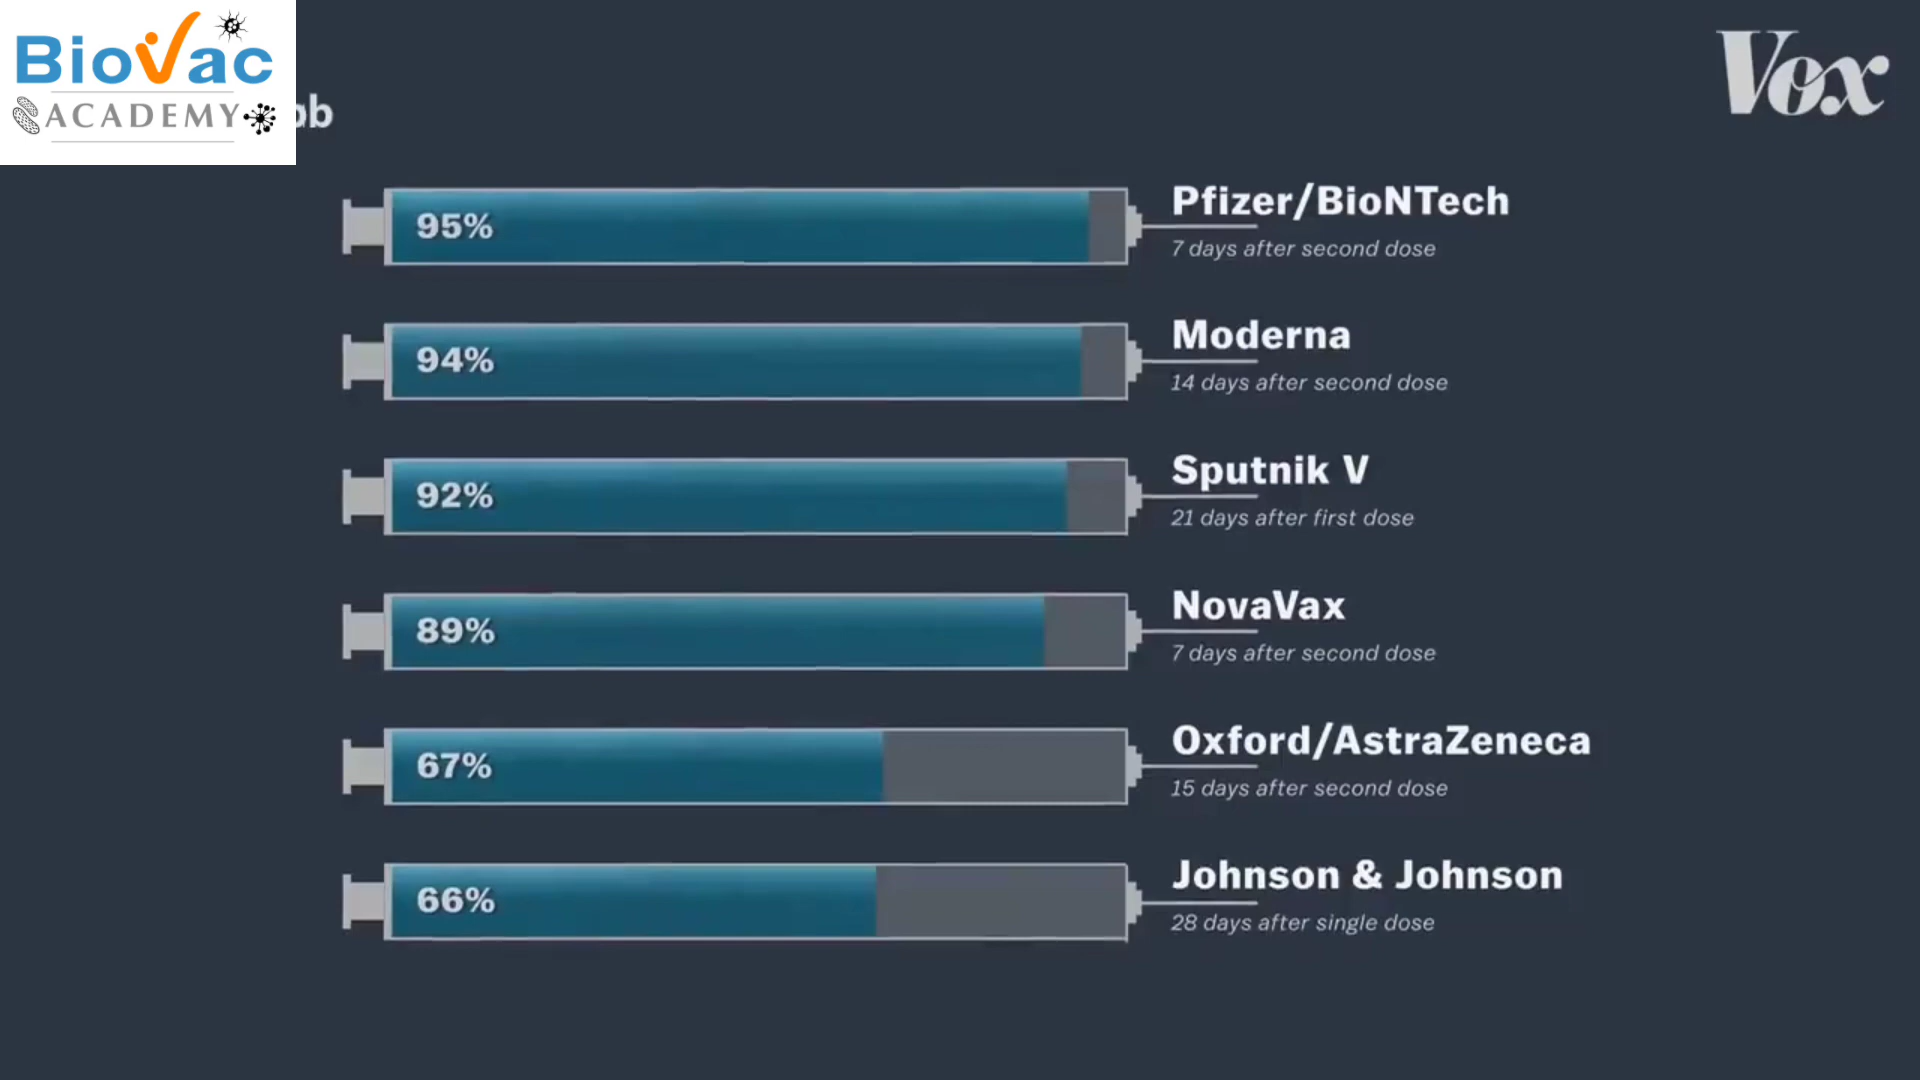 BioVac
ACADEMY
Vox
95%
Pfizer/BioNTech
7 days after second dose
94%
Moderna
14 days after second dose
92%
Sputnik V
21 days after first dose
89%
NovaVax
7 days after second dose
67%
Oxford/AstraZeneca
15 days after second dose
66%
Johnson & Johnson
28 days after single dose